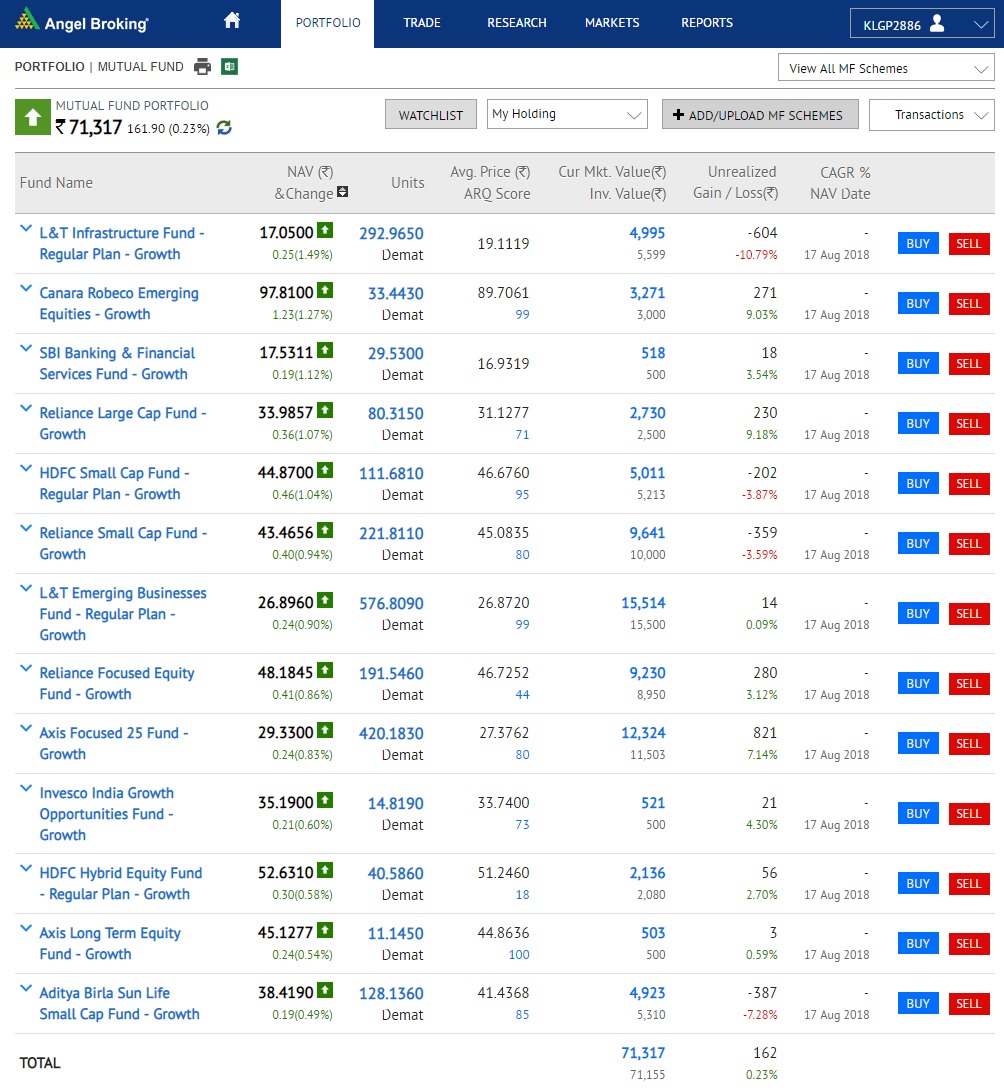 Angel Broking
PORTFOLIO TRADE RESEARCH MARKETS REPORTS KLGP2886
PORTFOLIO | MUTUAL FUND View All MF Schemes
MUTUAL FUND PORTFOLIO
₹ 71,317 161.90 (0.23%) WATCHLIST My Holding + ADD/UPLOAD MF SCHEMES Transactions
Fund Name NAV (₹) &Change Units Avg. Price (₹) ARQ Score Cur Mkt. Value(₹) Inv. Value(₹) Unrealized Gain / Loss(₹) CAGR % NAV Date
L&T Infrastructure Fund - 17.0500 292.9650 19.1119 4,995 -604 - BUY SELL
Regular Plan - Growth 0.25(1.49%) Demat 5,599 -10.79% 17 Aug 2018
Canara Robeco Emerging 97.8100 33.4430 89.7061 3,271 271 - BUY SELL
Equities - Growth 1.23(1.27%) Demat 99 3,000 9.03% 17 Aug 2018
SBI Banking & Financial 17.5311 29.5300 16.9319 518 18 - BUY SELL
Services Fund - Growth 0.19(1.12%) Demat 500 3.54% 17 Aug 2018
Reliance Large Cap Fund - 33.9857 80.3150 31.1277 2,730 230 - BUY SELL
Growth 0.36(1.07%) Demat 71 2,500 9.18% 17 Aug 2018
HDFC Small Cap Fund - 44.8700 111.6810 46.6760 5,011 -202 - BUY SELL
Regular Plan - Growth 0.46(1.04%) Demat 95 5,213 -3.87% 17 Aug 2018
Reliance Small Cap Fund - 43.4656 221.8110 45.0835 9,641 -359 - BUY SELL
Growth 0.40(0.94%) Demat 80 10,000 -3.59% 17 Aug 2018
L&T Emerging Businesses 26.8960 576.8090 26.8720 15,514 14 - BUY SELL
Fund - Regular Plan - 0.24(0.90%) Demat 99 15,500 0.09% 17 Aug 2018
Growth
Reliance Focused Equity 48.1845 191.5460 46.7252 9,230 280 - BUY SELL
Fund - Growth 0.41(0.86%) Demat 44 8,950 3.12% 17 Aug 2018
Axis Focused 25 Fund - 29.3300 420.1830 27.3762 12,324 821 - BUY SELL
Growth 0.24(0.83%) Demat 80 11,503 7.14% 17 Aug 2018
Invesco India Growth 35.1900 14.8190 33.7400 521 21 - BUY SELL
Opportunities Fund - 0.21(0.60%) Demat 73 500 4.30% 17 Aug 2018
Growth
HDFC Hybrid Equity Fund 52.6310 40.5860 51.2460 2,136 56 - BUY SELL
- Regular Plan - Growth 0.30(0.58%) Demat 18 2,080 2.70% 17 Aug 2018
Axis Long Term Equity 45.1277 11.1450 44.8636 503 3 - BUY SELL
Fund - Growth 0.24(0.54%) Demat 100 500 0.59% 17 Aug 2018
Aditya Birla Sun Life 38.4190 128.1360 41.4368 4,923 -387 - BUY SELL
Small Cap Fund - Growth 0.19(0.49%) Demat 85 5,310 -7.28% 17 Aug 2018
TOTAL 71,317 162
71,155 0.23%